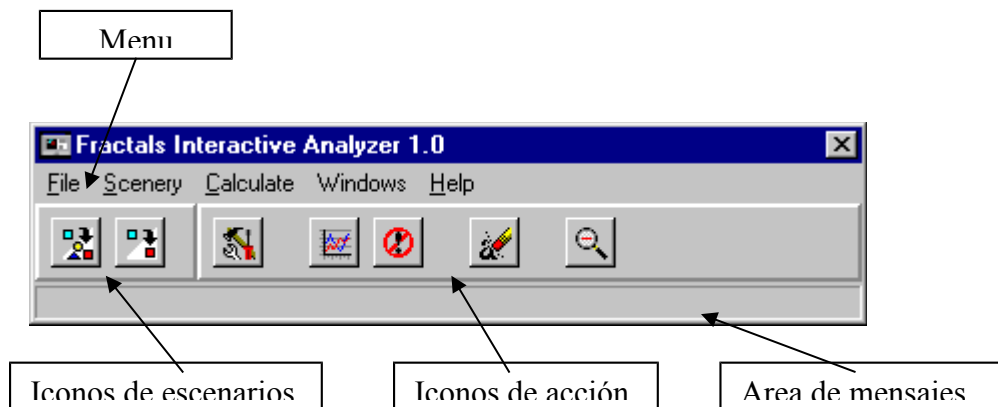 Menu
Fractals Interactive Analyzer 1.0
File Scenery Calculate Windows Help
Iconos de escenarios
Iconos de acción
Area de mensajes